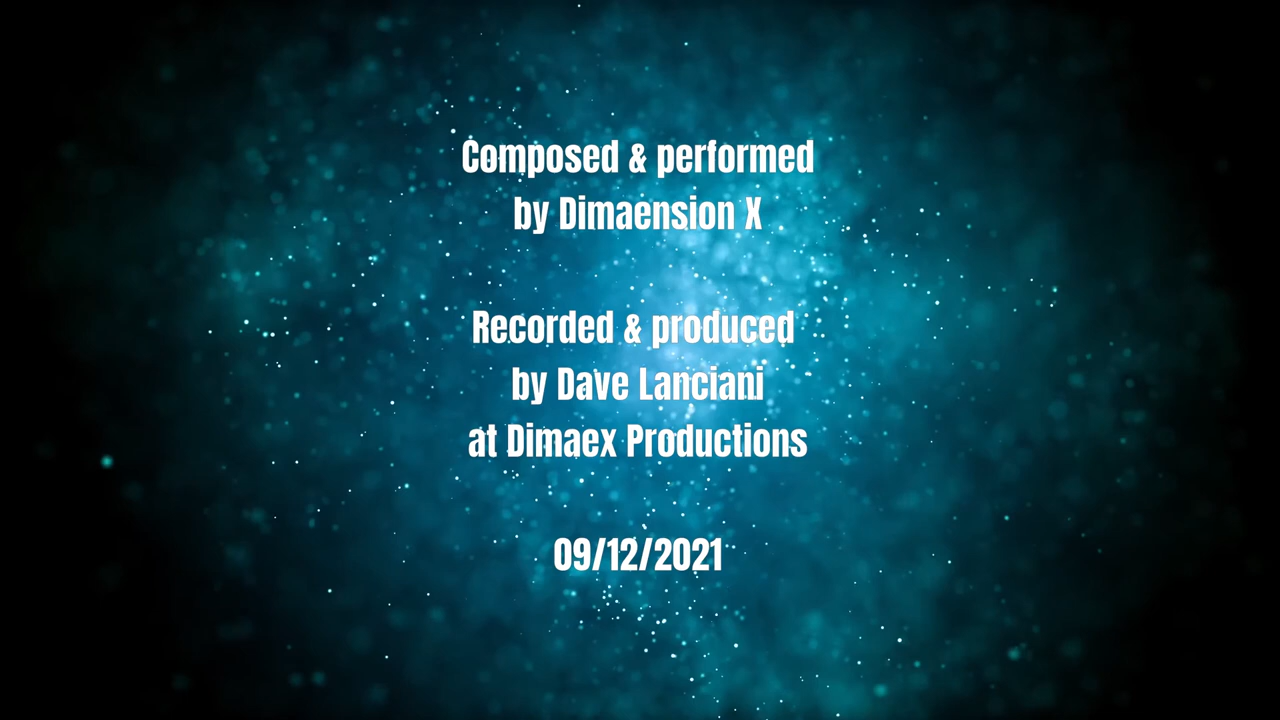 Composed & performed
by Dimaension X
Recorded & produced
by Dave Lanciani
at Dimaex Productions
09/12/2021